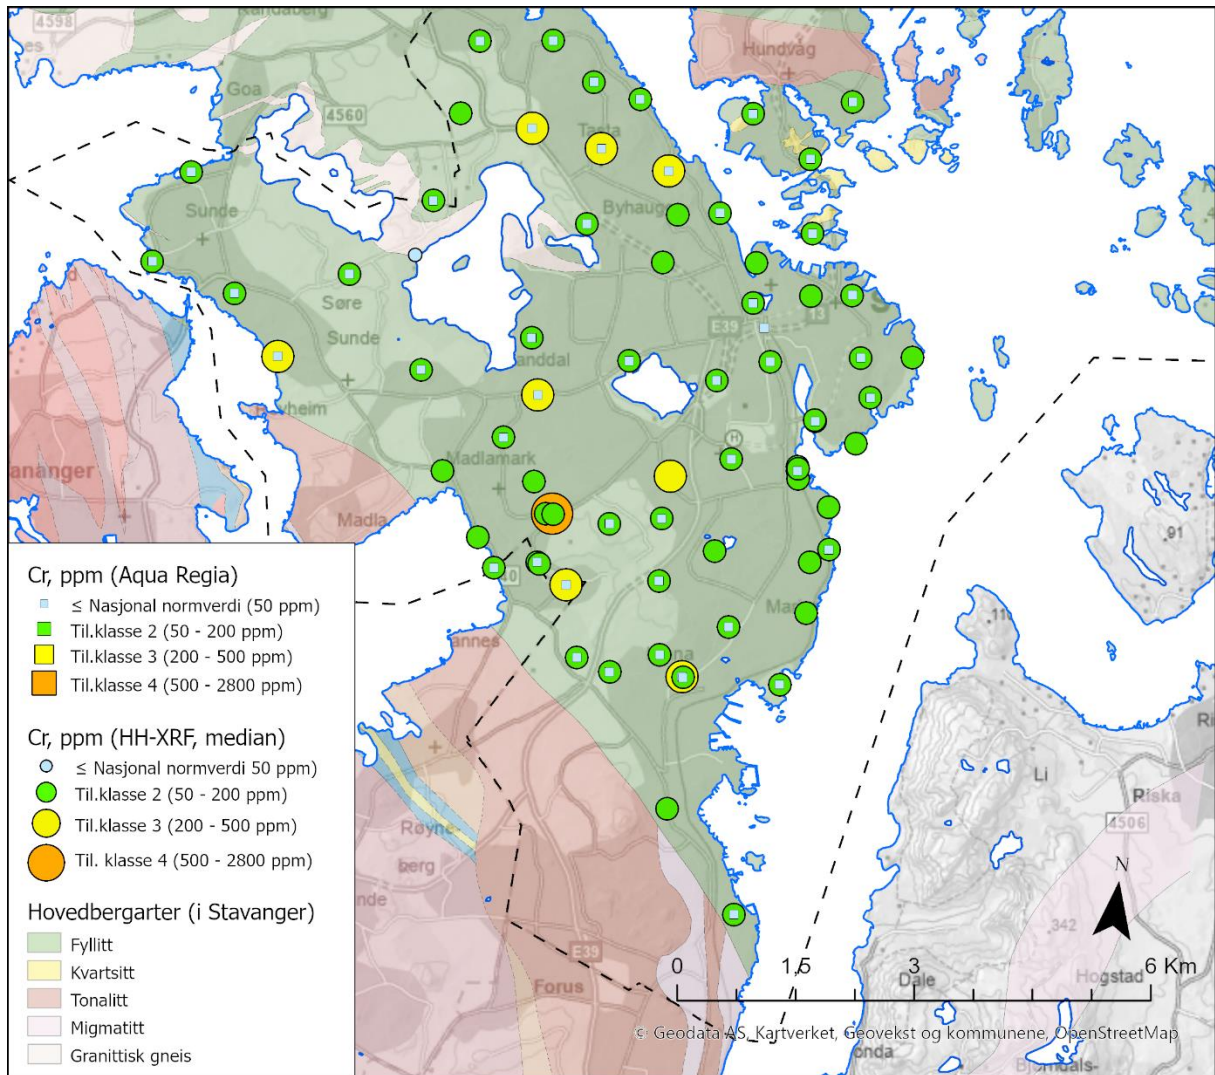 Randaberg
4598
Goa
4560
Hundvåg
Tasta
Sunde
Byhaug
Søre
Sunde
E39
13
S
anddal
Madlamark
H
ananger
Madla
91
Cr, ppm (Aqua Regia)
≤ Nasjonal normverdi (50 ppm)
Til.klasse 2 (50 - 200 ppm)
Til.klasse 3 (200 - 500 ppm)
Til.klasse 4 (500 - 2800 ppm)
40
annes
Cr, ppm (HH-XRF, median)
≤ Nasjonal normverdi 50 ppm)
Til.klasse 2 (50 - 200 ppm)
Til.klasse 3 (200 - 500 ppm)
Til. klasse 4 (500 - 2800 ppm)
Li
Riska
4506
Røyne-
berg
N
Hovedbergarter (i Stavanger)
Fyllitt
Kvartsitt
Tonalitt
Migmatitt
Granittisk gneis
342
E39
Forus
0 1,5 3 6 Km
Dale
Hogstad
© Geodata AS, Kartverket, Geovekst og kommunene, OpenStreetMap